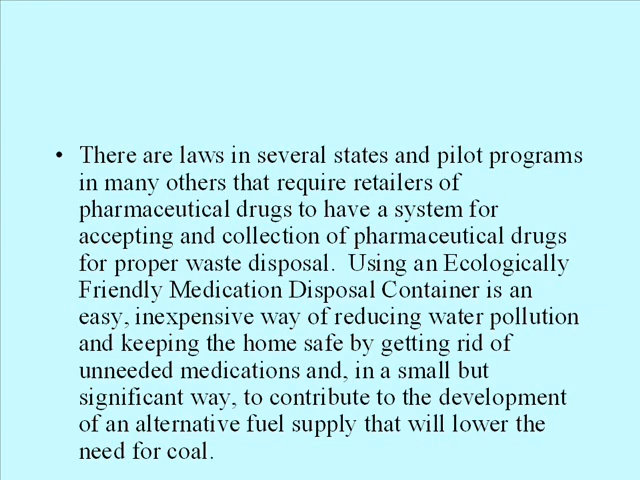 • There are laws in several states and pilot programs
in many others that require retailers of
pharmaceutical drugs to have a system for
accepting and collection of pharmaceutical drugs
for proper waste disposal.  Using an Ecologically
Friendly Medication Disposal Container is an
easy, inexpensive way of reducing water pollution
and keeping the home safe by getting rid of
unneeded medications and, in a small but
significant way, to contribute to the development
of an alternative fuel supply that will lower the
need for coal.